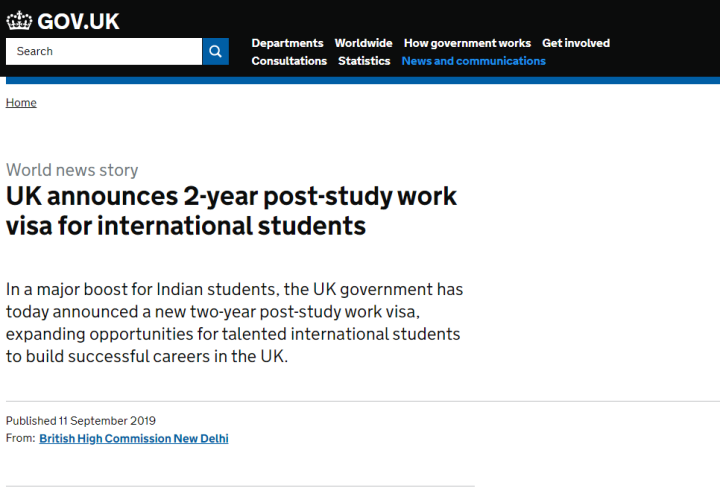 GOV.UK
Search
Departments Worldwide How government works Get involved
Consultations Statistics News and communications
Home
World news story
UK announces 2-year post-study work
visa for international students
In a major boost for Indian students, the UK government has
today announced a new two-year post-study work visa,
expanding opportunities for talented international students
to build successful careers in the UK.
Published 11 September 2019
From: British High Commission New Delhi